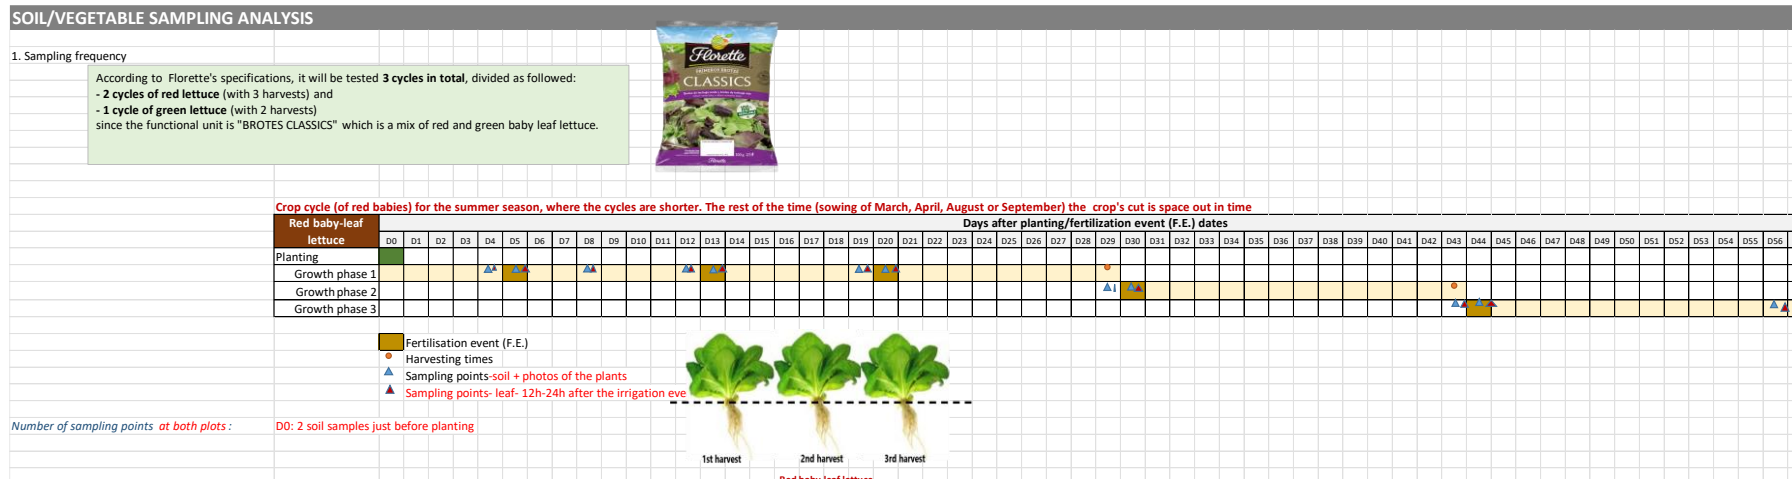 SOIL/VEGETABLE SAMPLING ANALYSIS
1. Sampling frequency
According to Florette's specifications, it will be tested 3 cycles in total, divided as followed:
- 2 cycles of red lettuce (with 3 harvests) and
- 1 cycle of green lettuce (with 2 harvests)
since the functional unit is "BROTES CLASSICS" which is a mix of red and green baby leaf lettuce.
Florette
CLASSICS
Florette
Crop cycle (of red babies) for the summer season, where the cycles are shorter. The rest of the time (sowing of March, April, August or September) the crop's cut is space out in time
Red baby-leaf lettuce
Days after planting/fertilization event (F.E.) dates
D0 D1 D2 D3 D4 D5 D6 D7 D8 D9 D10 D11 D12 D13 D14 D15 D16 D17 D18 D19 D20 D21 D22 D23 D24 D25 D26 D27 D28 D29 D30 D31 D32 D33 D34 D35 D36 D37 D38 D39 D40 D41 D42 D43 D44 D45 D46 D47 D48 D49 D50 D51 D52 D53 D54 D55 D56
Planting
Growth phase 1
Growth phase 2
Growth phase 3
Fertilisation event (F.E.)
Harvesting times
Sampling points-soil + photos of the plants
Sampling points- leaf- 12h-24h after the irrigation eve
Number of sampling points at both plots :
D0: 2 soil samples just before planting
1st harvest
2nd harvest
3rd harvest
Red baby leaf lettuce